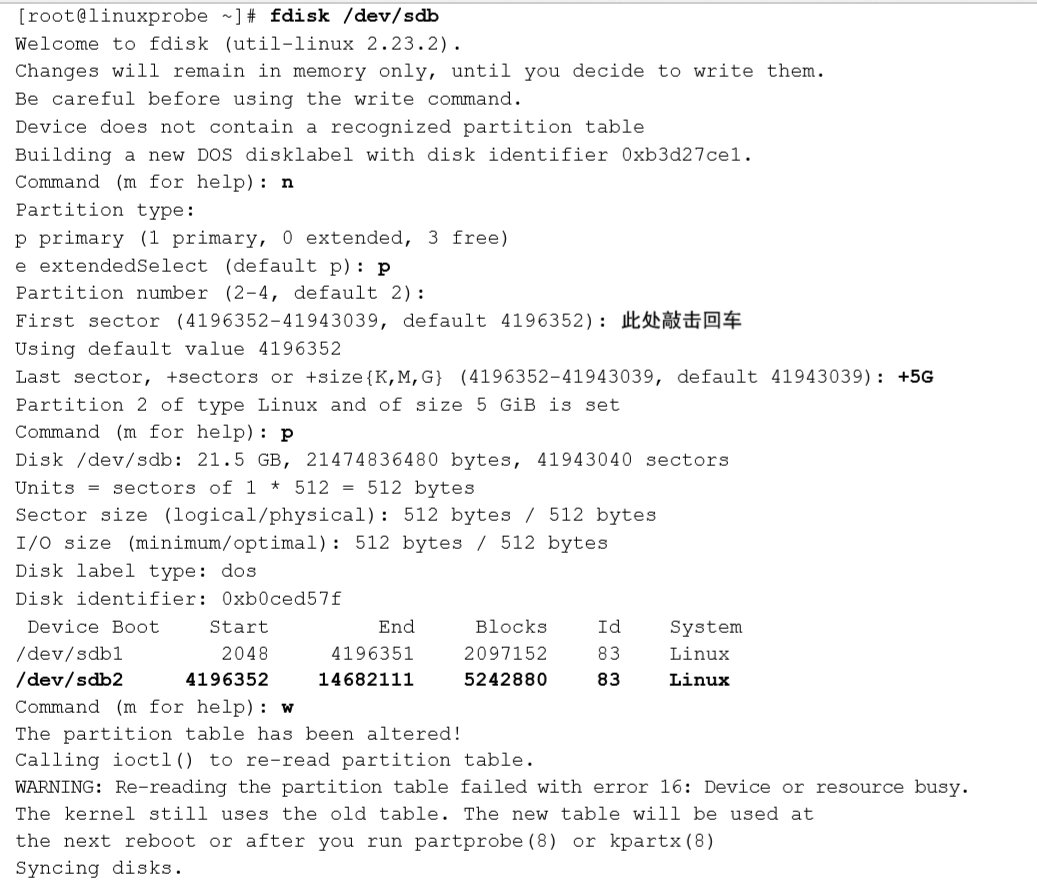 [root@linuxprobe ~]# fdisk /dev/sdb
Welcome to fdisk (util-linux 2.23.2).
Changes will remain in memory only, until you decide to write them.
Be careful before using the write command.
Device does not contain a recognized partition table
Building a new DOS disklabel with disk identifier 0xb3d27ce1.
Command (m for help): n
Partition type:
p primary (1 primary, 0 extended, 3 free)
e extendedSelect (default p): p
Partition number (2-4, default 2):
First sector (4196352-41943039, default 4196352): 此处敲击回车
Using default value 4196352
Last sector, +sectors or +size{K,M,G} (4196352-41943039, default 41943039): +5G
Partition 2 of type Linux and of size 5 GiB is set
Command (m for help): p
Disk /dev/sdb: 21.5 GB, 21474836480 bytes, 41943040 sectors
Units = sectors of 1 * 512 = 512 bytes
Sector size (logical/physical): 512 bytes / 512 bytes
I/O size (minimum/optimal): 512 bytes / 512 bytes
Disk label type: dos
Disk identifier: 0xb0ced57f
Device Boot Start End Blocks Id System
/dev/sdb1 2048 4196351 2097152 83 Linux
/dev/sdb2 4196352 14682111 5242880 83 Linux
Command (m for help): w
The partition table has been altered!
Calling ioctl() to re-read partition table.
WARNING: Re-reading the partition table failed with error 16: Device or resource busy.
The kernel still uses the old table. The new table will be used at
the next reboot or after you run partprobe(8) or kpartx(8)
Syncing disks.